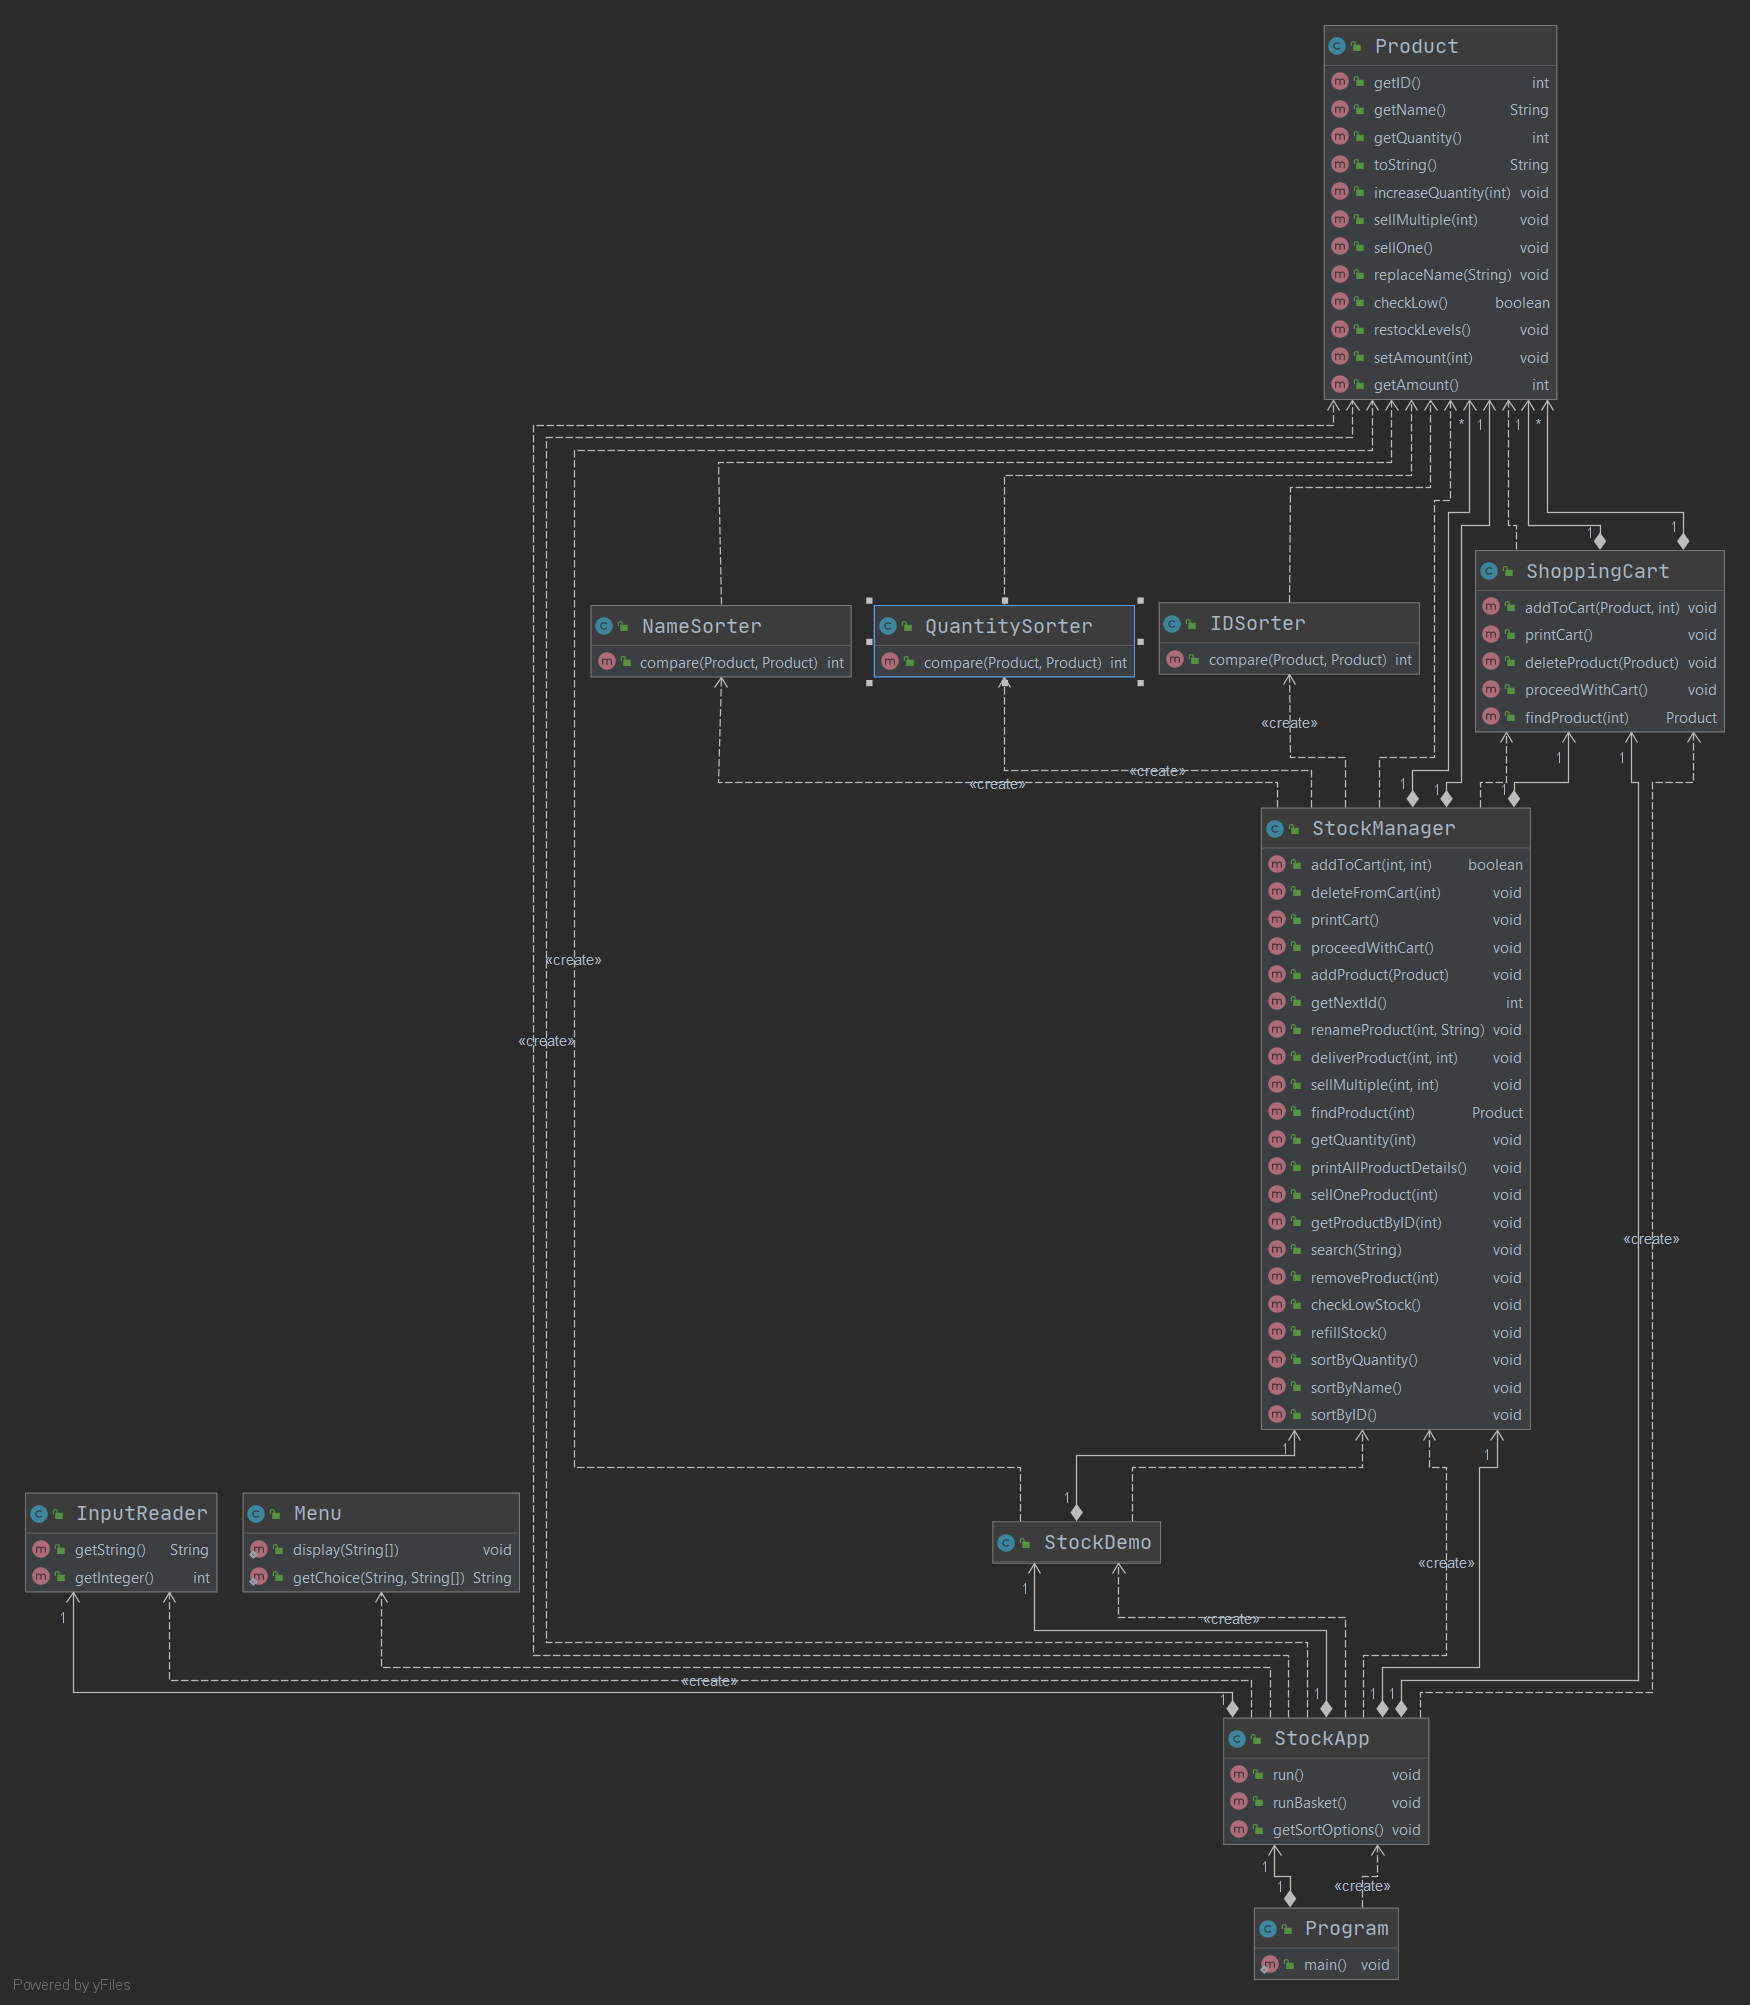 Product
getID() int
getName() String
getQuantity() int
toString() String
increaseQuantity(int) void
sellMultiple(int) void
sellOne() void
replaceName(String) void
checkLow() boolean
restockLevels() void
setAmount(int) void
getAmount() int
* 1 1 *
1 1
ShoppingCart
addToCart(Product, int) void
printCart() void
deleteProduct(Product) void
proceedWithCart() void
findProduct(int) Product
NameSorter
compare(Product, Product) int
QuantitySorter
compare(Product, Product) int
IDSorter
compare(Product, Product) int
«create»
«create»
«create»
1 1
1 1 1
StockManager
addToCart(int, int) boolean
deleteFromCart(int) void
printCart() void
proceedWithCart() void
addProduct(Product) void
getNextId() int
renameProduct(int, String) void
deliverProduct(int, int) void
sellMultiple(int, int) void
findProduct(int) Product
getQuantity(int) void
printAllProductDetails() void
sellOneProduct(int) void
getProductByID(int) void
search(String) void
removeProduct(int) void
checkLowStock() void
refillStock() void
sortByQuantity() void
sortByName() void
sortByID() void
«create»
«create»
«create»
1 1
1
InputReader
getString() String
getInteger() int
Menu
display(String[]) void
getChoice(String, String[]) String
StockDemo
«create»
1 1
«create»
«create»
1 1 1 1
StockApp
run() void
runBasket() void
getSortOptions() void
1
1 «create»
Program
main() void
Powered by yFiles